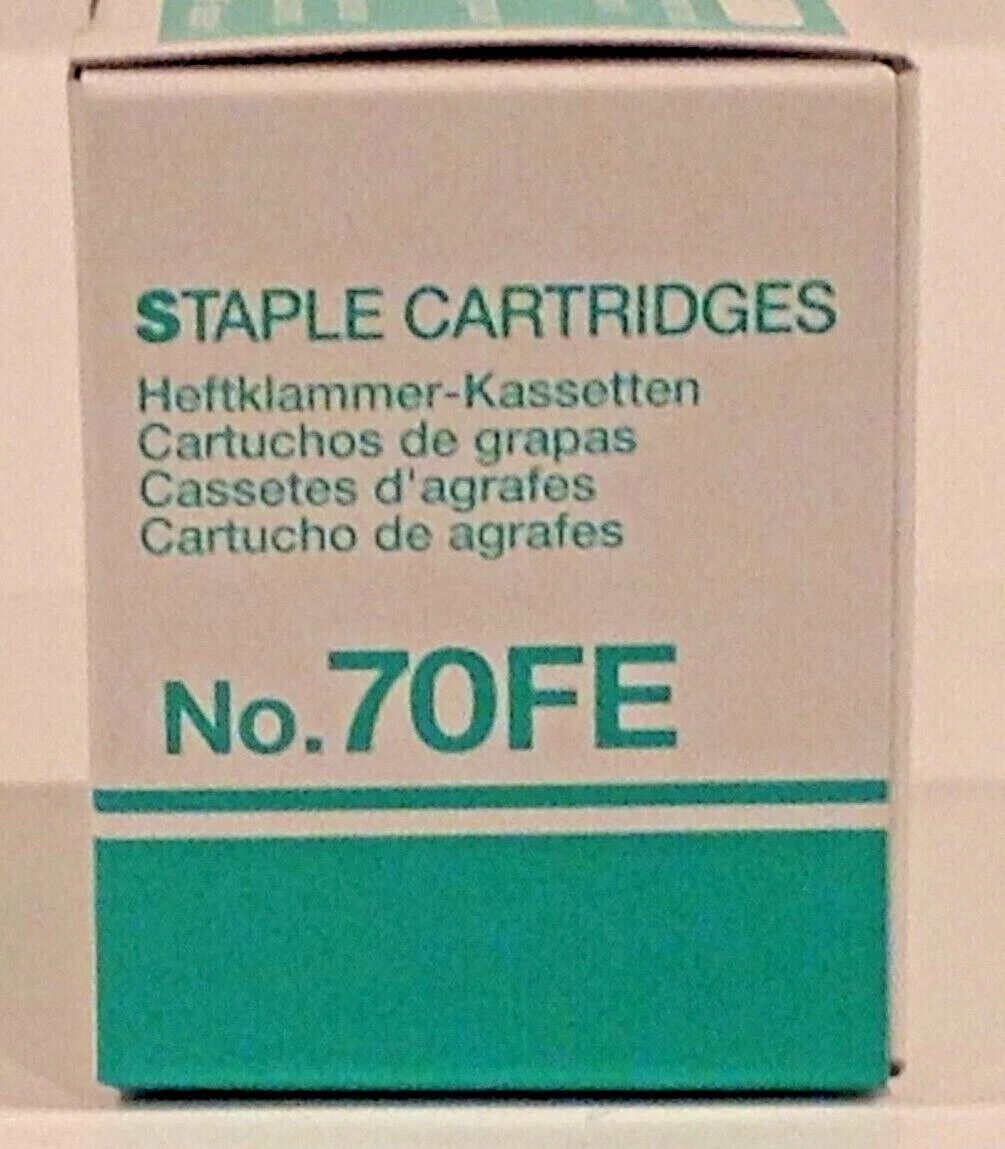 STAPLE CARTRIDGES
Heftklammer-Kassetten
Cartuchos de grapas
Cassetes d'agrafes
Cartucho de agrafes
No.70FE